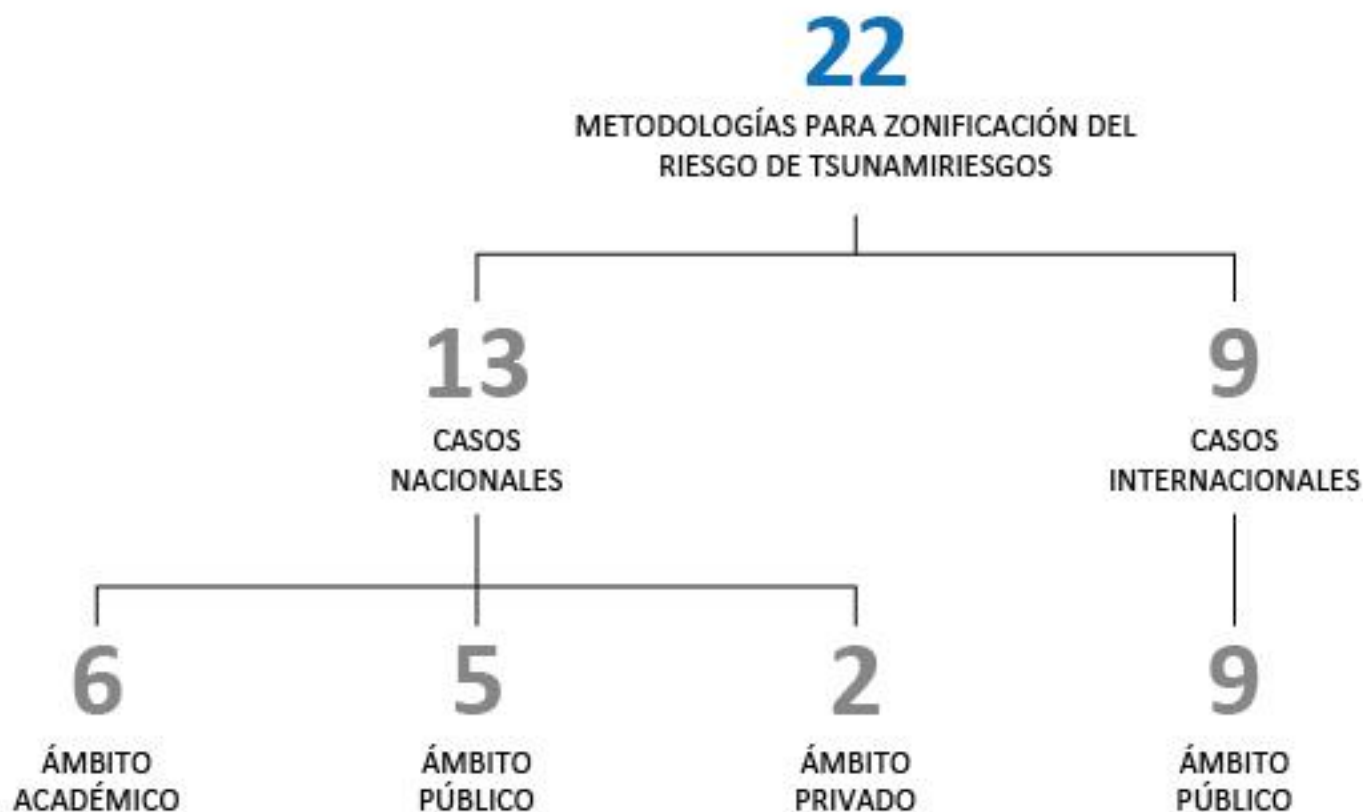 22
METODOLOGÍAS PARA ZONIFICACIÓN DEL
RIESGO DE TSUNAMIRIESGOS
13
CASOS
NACIONALES
9
CASOS
INTERNACIONALES
6
ÁMBITO
ACADÉMICO
5
ÁMBITO
PÚBLICO
2
ÁMBITO
PRIVADO
9
ÁMBITO
PÚBLICO